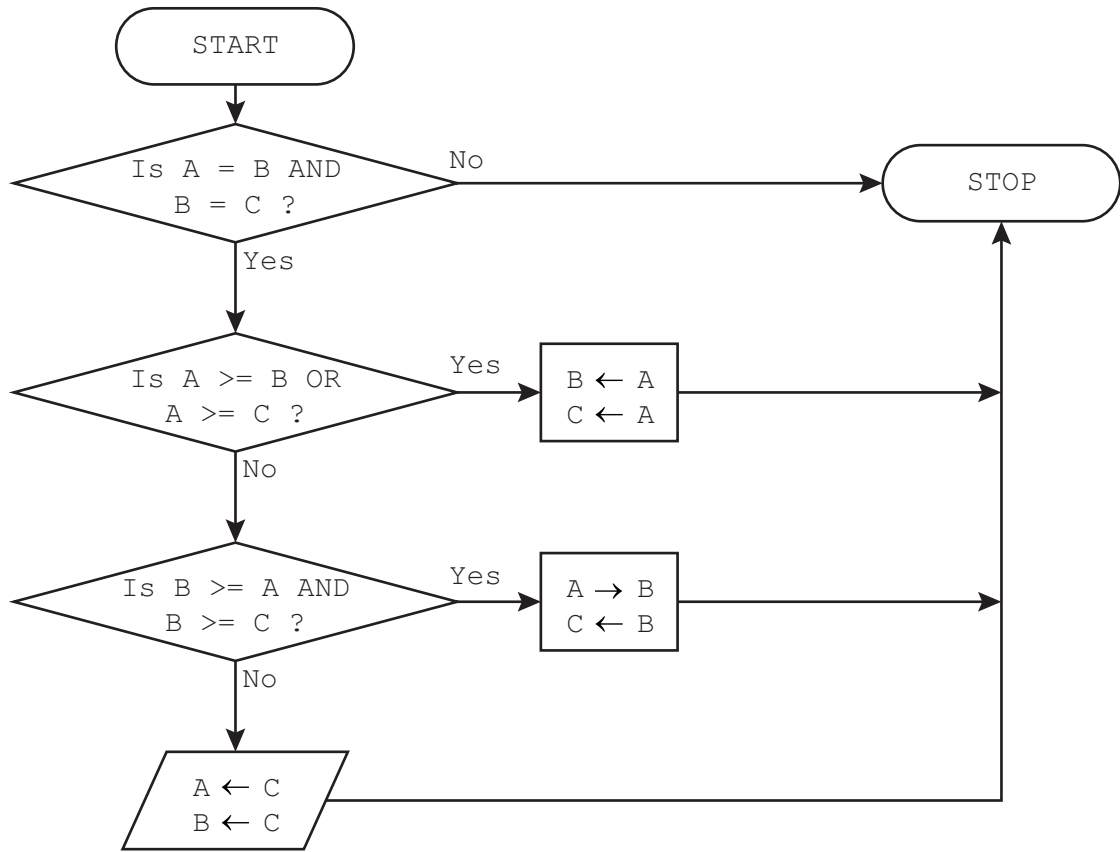 START
Is A = B AND
B = C ?
No
STOP
Yes
Is A >= B OR
A >= C ?
Yes
B ← A
C ← A
No
Is B >= A AND
B >= C ?
Yes
A → B
C ← B
No
A ← C
B ← C